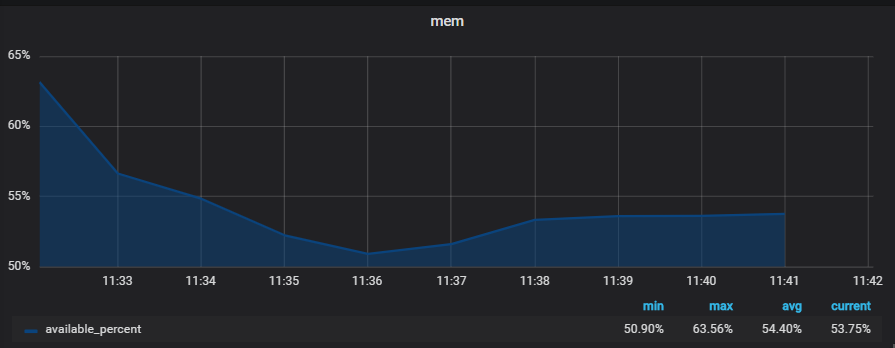 mem
65%
60%
55%
50%
11:33 11:34 11:35 11:36 11:37 11:38 11:39 11:40 11:41 11:42
min max avg current
available_percent 50.90% 63.56% 54.40% 53.75%